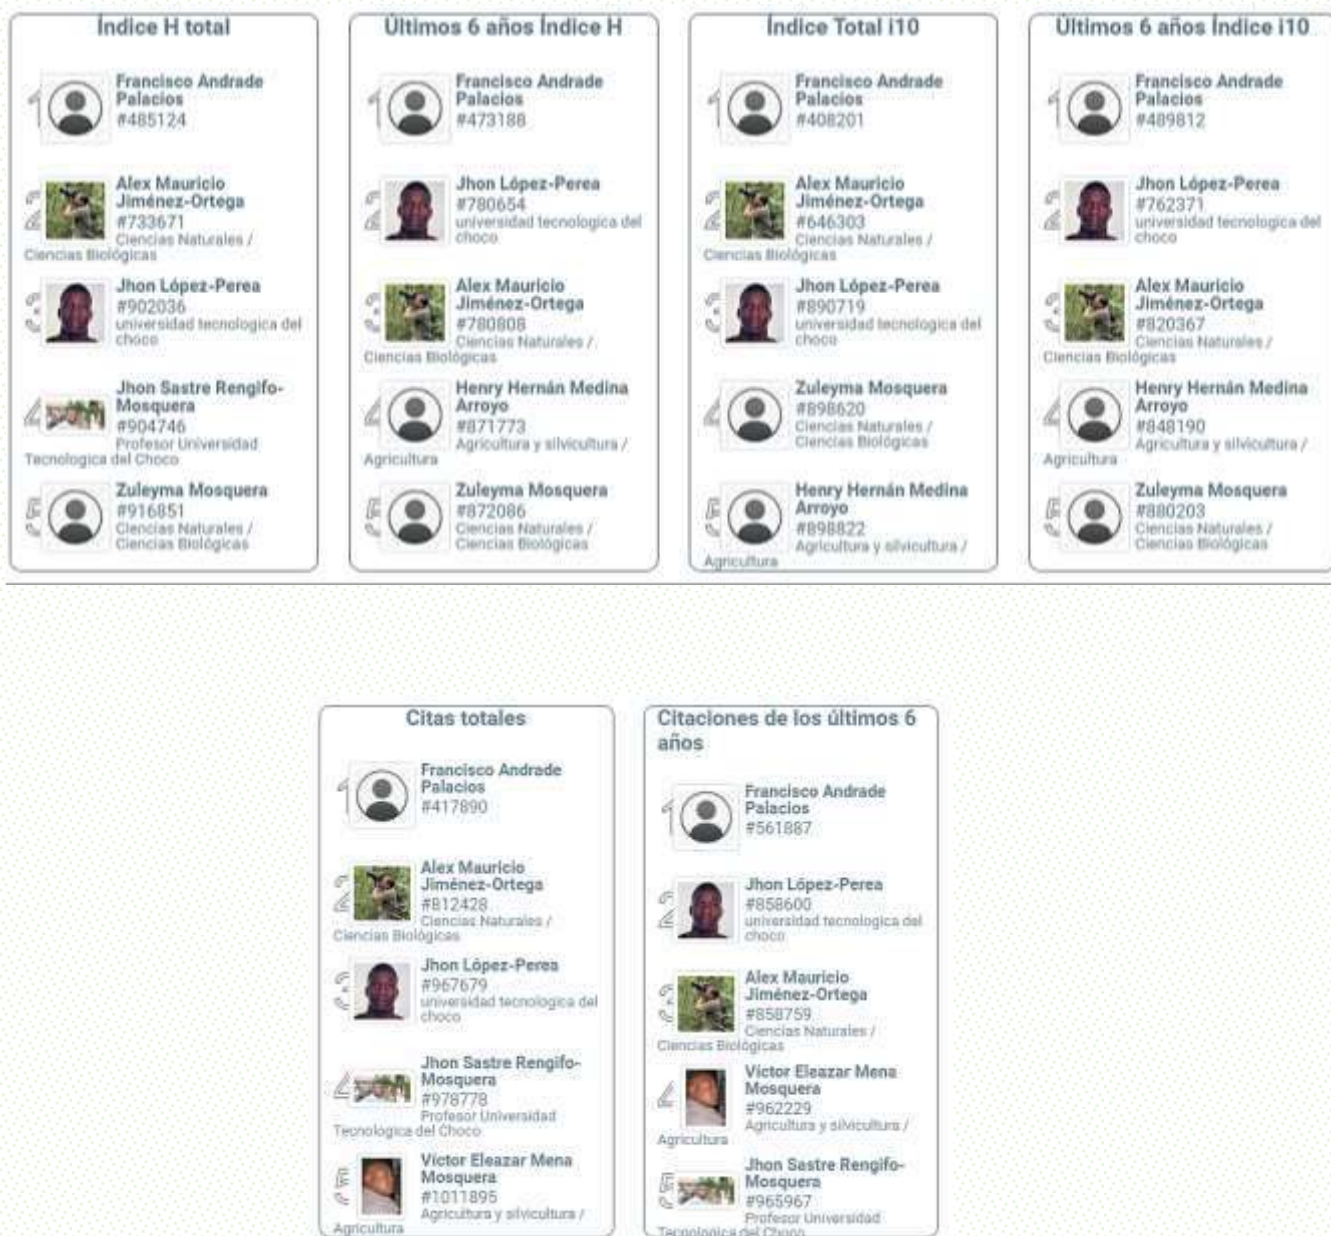 Índice H total
Francisco Andrade
Palacios
#485124
Alex Mauricio
Jiménez-Ortega
#733671
Ciencias Naturales /
Ciencias Biológicas
Jhon López-Perea
#902036
universidad tecnologica del
choco
Jhon Sastre Rengifo-
Mosquera
#904746
Profesor Universidad
Tecnologica del Choco
Zuleyma Mosquera
#916851
Ciencias Naturales /
Ciencias Biológicas
Últimos 6 años Índice H
Francisco Andrade
Palacios
#473188
Jhon López-Perea
#780654
universidad tecnologica del
choco
Alex Mauricio
Jiménez-Ortega
#780808
Ciencias Naturales /
Ciencias Biológicas
Henry Hernán Medina
Arroyo
#871773
Agricultura y silvicultura /
Agricultura
Zuleyma Mosquera
#872086
Ciencias Naturales /
Ciencias Biológicas
Índice Total i10
Francisco Andrade
Palacios
#408201
Alex Mauricio
Jiménez-Ortega
#646303
Ciencias Naturales /
Ciencias Biológicas
Jhon López-Perea
#890719
universidad tecnologica del
choco
Zuleyma Mosquera
#898620
Ciencias Naturales /
Ciencias Biológicas
Henry Hernán Medina
Arroyo
#898822
Agricultura y silvicultura /
Agricultura
Últimos 6 años Índice i10
Francisco Andrade
Palacios
#489812
Jhon López-Perea
#762371
universidad tecnologica del
choco
Alex Mauricio
Jiménez-Ortega
#820367
Ciencias Naturales /
Ciencias Biológicas
Henry Hernán Medina
Arroyo
#848190
Agricultura y silvicultura /
Agricultura
Zuleyma Mosquera
#880203
Ciencias Naturales /
Ciencias Biológicas
Citas totales
1
Francisco Andrade
Palacios
#417890
Alex Mauricio
Jiménez-Ortega
#812428
Ciencias Naturales /
Ciencias Biológicas
Jhon López-Perea
#967679
universidad tecnologica del
choco
Jhon Sastre Rengifo-
Mosquera
#978778
Profesor Universidad
Tecnologica del Choco
Victor Eleazar Mena
Mosquera
#1011895
Agricultura y silvicultura /
Agricultura
Citaciones de los últimos 6
años
Francisco Andrade
Palacios
#561887
Jhon López-Perea
#858600
universidad tecnologica del
choco
Alex Mauricio
Jiménez-Ortega
#858759
Ciencias Naturales /
Ciencias Biológicas
Victor Eleazar Mena
Mosquera
#962229
Agricultura y silvicultura /
Agricultura
Jhon Sastre Rengifo-
Mosquera
#965967
Profesor Universidad
Tecnologica del Choco